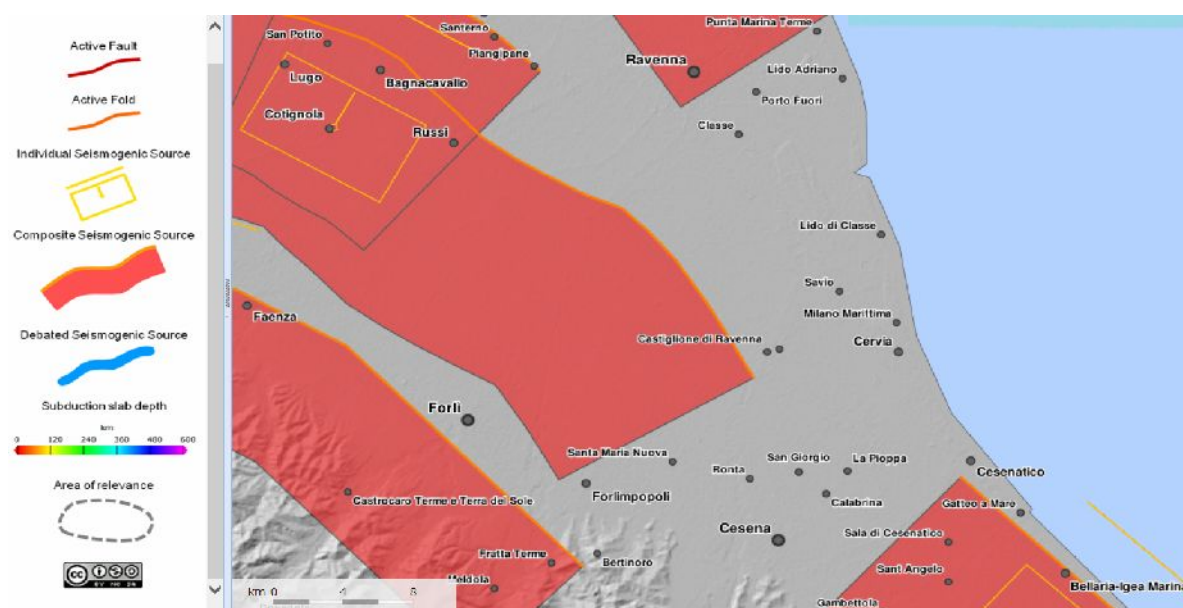 Active Fault
Active Fold
Individual Seismogenic Source
Composite Seismogenic Source
Debated Seismogenic Source
Subduction slab depth
km
0 120 240 360 480 600
Area of relevance
cc
BY NC SA
Santerno
Punta Marina Terme
San Potito
Piangipane
Ravenna
Lido Adriano
Lugo
Bagnacavallo
Porto Fuori
Cotignola
Russi
Classe
Lido di Classe
Savio
Faenza
Milano Marittima
Castiglione di Ravenna
Cervia
Forlì
Santa Maria Nuova
San Giorgio
La Pioppa
Ronta
Cesenatico
Castrocaro Terme e Terra del Sole
Forlimpopoli
Calabrina
Gatteo a Mare
Cesena
Sala di Cesenatico
Fratta Terme
Bertinoro
Sant Angelo
Meldola
Bellaria-Igea Marina
km 0 4 8
Gambettola